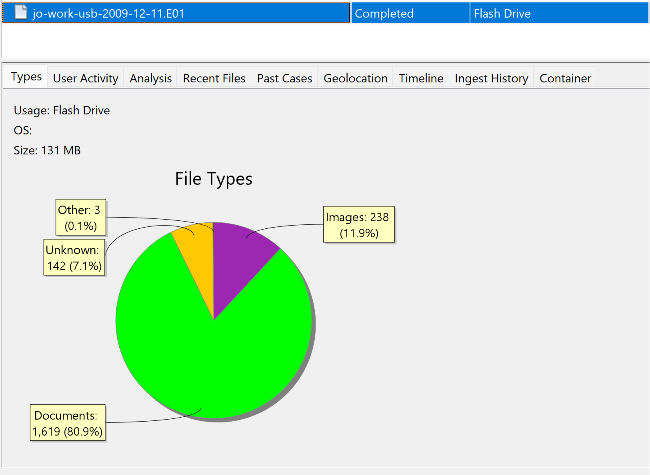 jo-work-usb-2009-12-11.E01 Completed Flash Drive
Types User Activity Analysis Recent Files Past Cases Geolocation Timeline Ingest History Container
Usage: Flash Drive
OS:
Size: 131 MB
File Types
Other: 3
(0.1%)
Images: 238
(11.9%)
Unknown:
142 (7.1%)
Documents:
1,619 (80.9%)